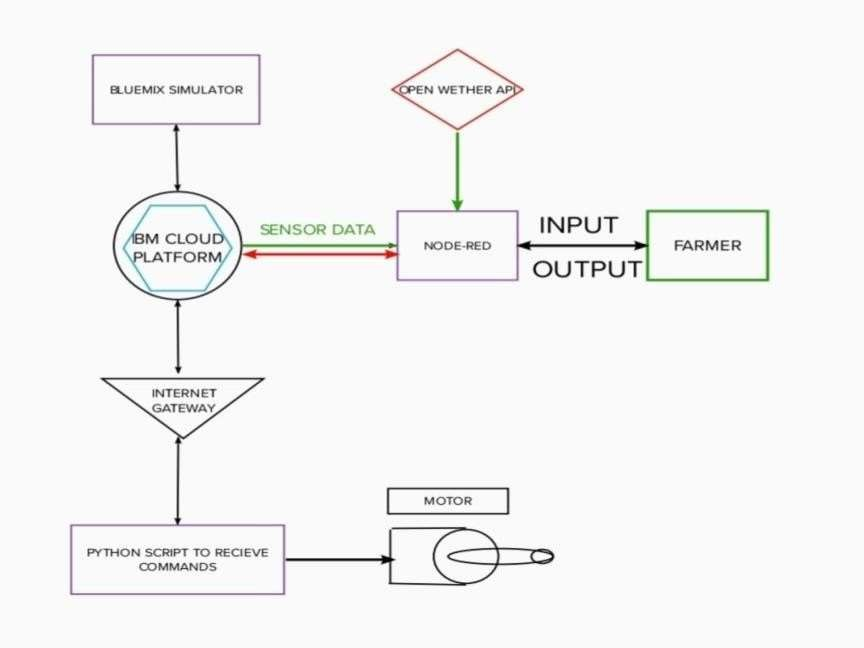 BLUEMIX SIMULATOR
OPEN WETHER API
IBM CLOUD
PLATFORM
SENSOR DATA
NODE-RED
INPUT
OUTPUT
FARMER
INTERNET
GATEWAY
MOTOR
PYTHON SCRIPT TO RECIEVE
COMMANDS